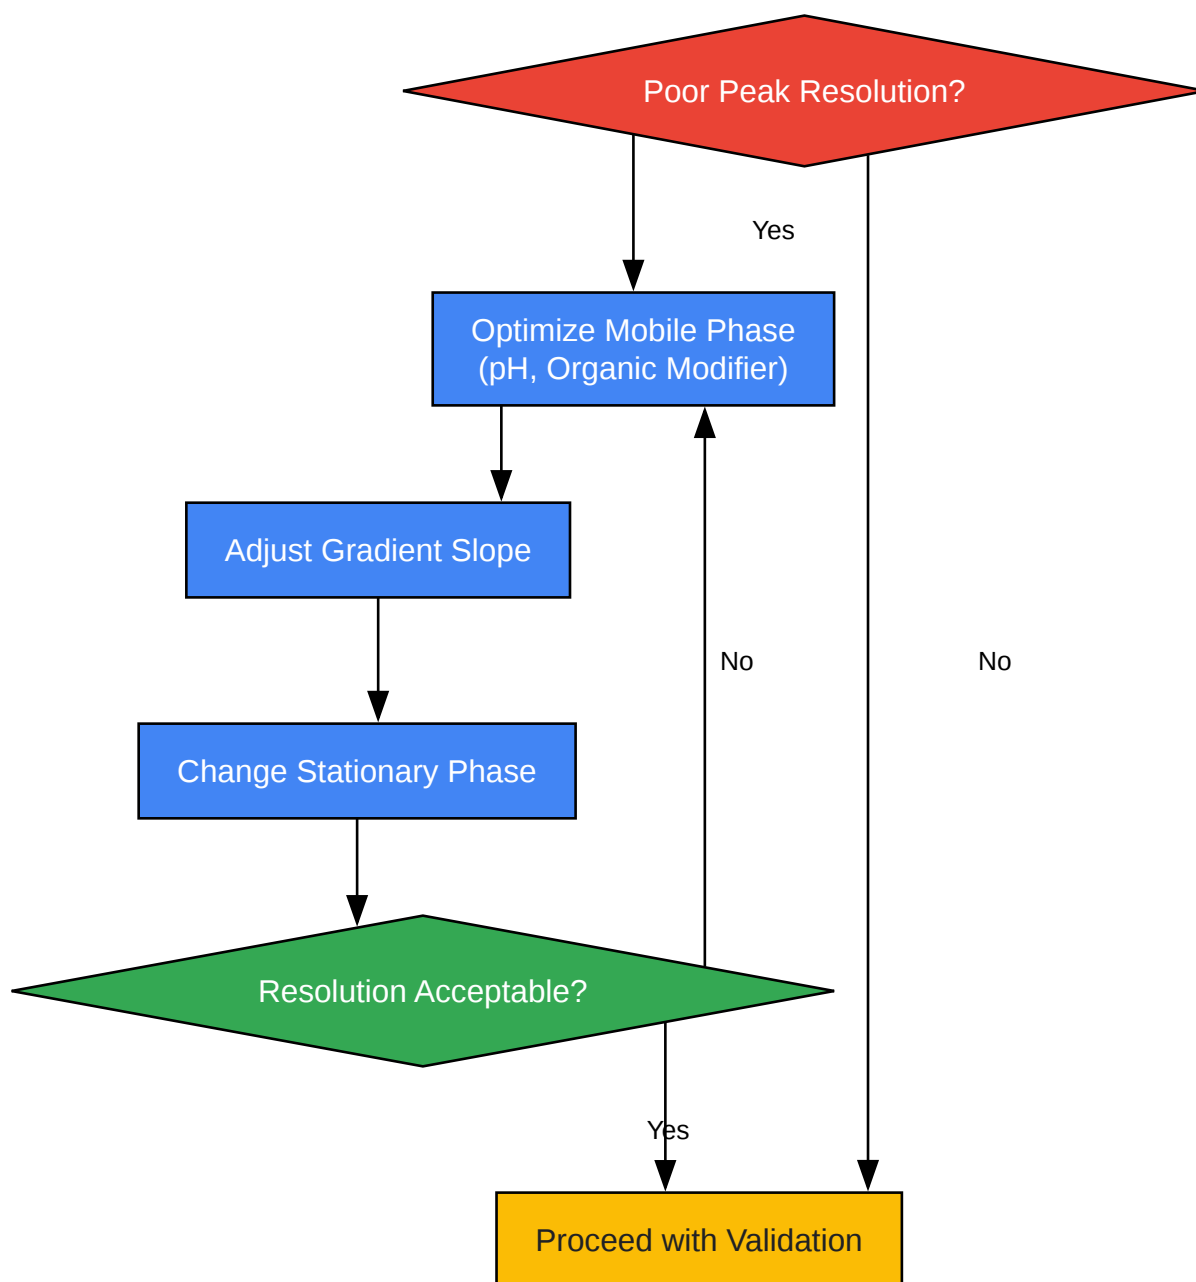 Poor Peak Resolution?
Yes
Optimize Mobile Phase
(pH, Organic Modifier)
Adjust Gradient Slope
No
No
Change Stationary Phase
Resolution Acceptable?
Yes
Proceed with Validation